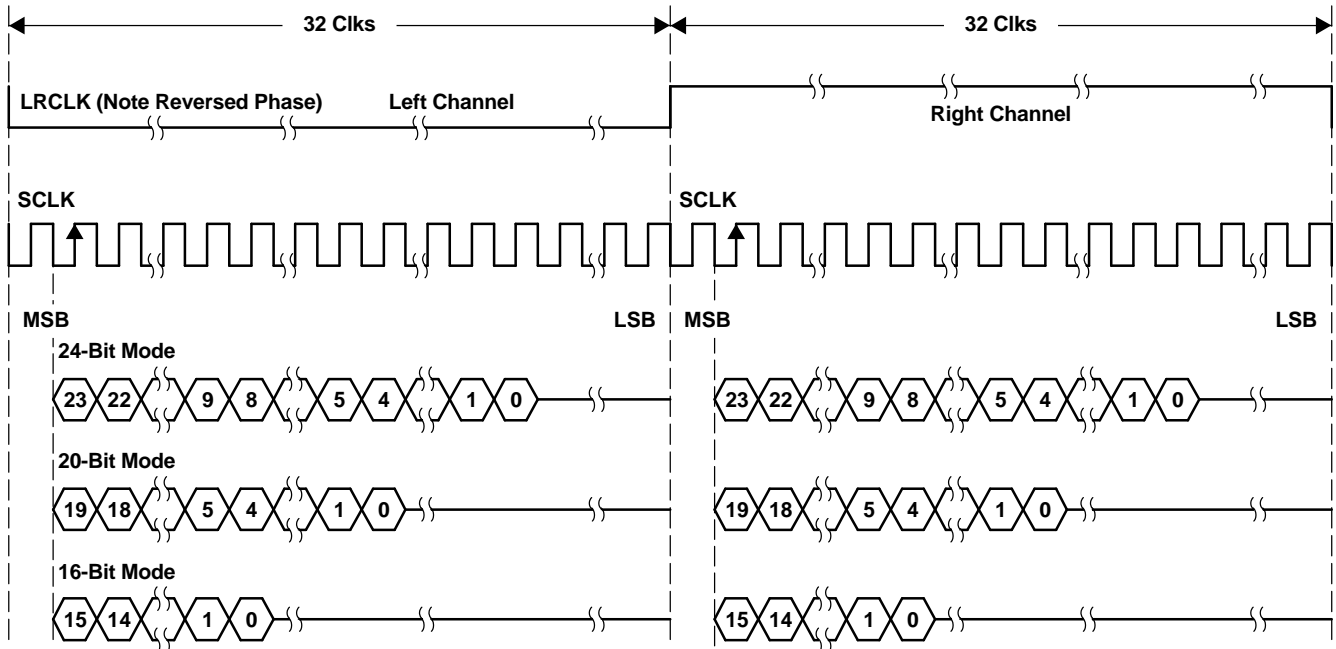 32 Clks 32 Clks
LRCLK (Note Reversed Phase) Left Channel Right Channel
SCLK SCLK
MSB LSB MSB LSB
24-Bit Mode
23 22 9 8 5 4 1 0 23 22 9 8 5 4 1 0
20-Bit Mode
19 18 5 4 1 0 19 18 5 4 1 0
16-Bit Mode
15 14 1 0 15 14 1 0